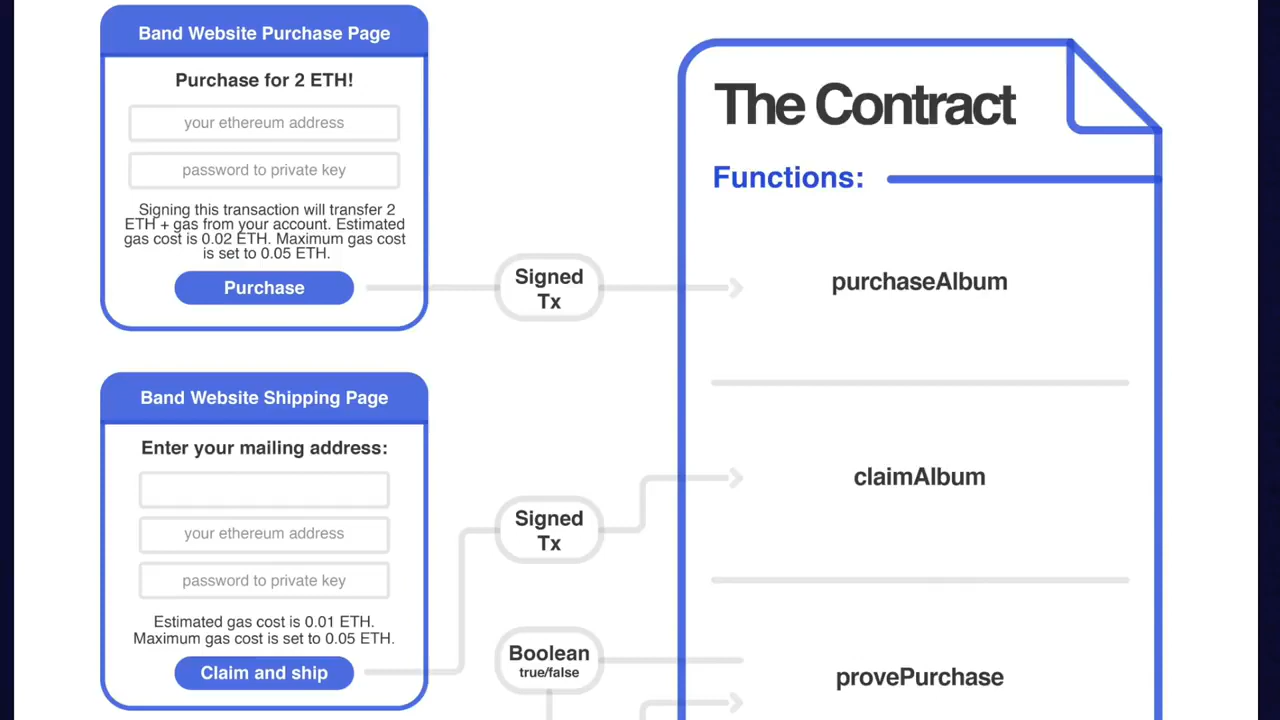 Band Website Purchase Page
Purchase for 2 ETH!
your ethereum address
password to private key
Signing this transaction will transfer 2
ETH + gas from your account. Estimated
gas cost is 0.02 ETH. Maximum gas cost
is set to 0.05 ETH.
Purchase
Signed
Tx
Band Website Shipping Page
Enter your mailing address:
your ethereum address
password to private key
Estimated gas cost is 0.01 ETH.
Maximum gas cost is set to 0.05 ETH.
Claim and ship
Signed
Tx
Boolean
true/false
The Contract
Functions:
purchaseAlbum
claimAlbum
provePurchase